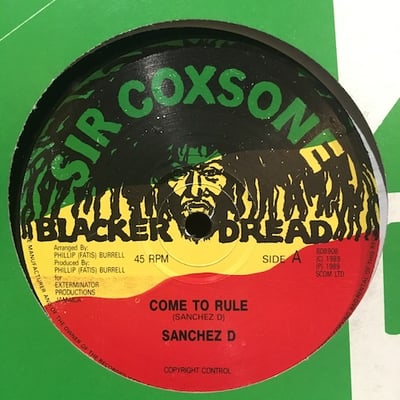 SIR COXSONE
BLACKER DREAD
Arranged By:
PHILLIP (FATIS) BURRELL
Produced By:
PHILLIP (FATIS) BURRELL
for
EXTERMINATOR
PRODUCTIONS
JAMAICA
45 RPM
SIDE A
(C) 1989
(P) 1989
SCOM LTD
COME TO RULE
(SANCHEZ D)
SANCHEZ D
COPYRIGHT CONTROL